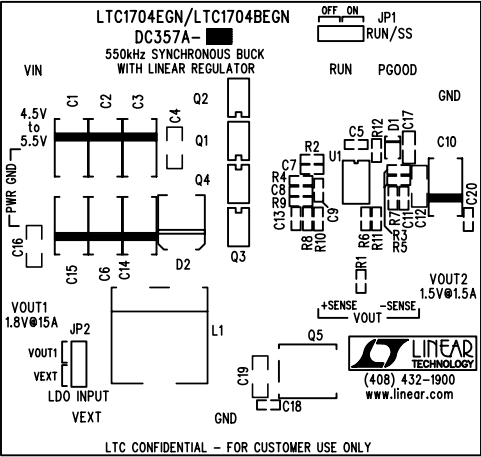 LTC1704EGN/LTC1704BEGN
DC357A-
550kHz SYNCHRONOUS BUCK
WITH LINEAR REGULATOR
OFF ON
JP1
RUN/SS
VIN
RUN
PGOOD
GND
4.5V
to
5.5V
PWR GND
C1
C2
C3
C4
Q2
Q1
Q4
Q3
C5
R12
D1
C17
C10
R2
U1
C7
R4
C8
R9
C13
R8
R10
C9
R6
R11
R7
R3
R5
C11
C12
C20
C16
C15
C6
C14
D2
R1
VOUT2
1.5V@1.5A
+SENSE
-SENSE
VOUT
VOUT1
1.8V@15A
JP2
VOUT1
VEXT
LDO INPUT
VEXT
L1
Q5
C19
C18
GND
LT
LINEAR
TECHNOLOGY
(408) 432-1900
www.linear.com
LTC CONFIDENTIAL - FOR CUSTOMER USE ONLY